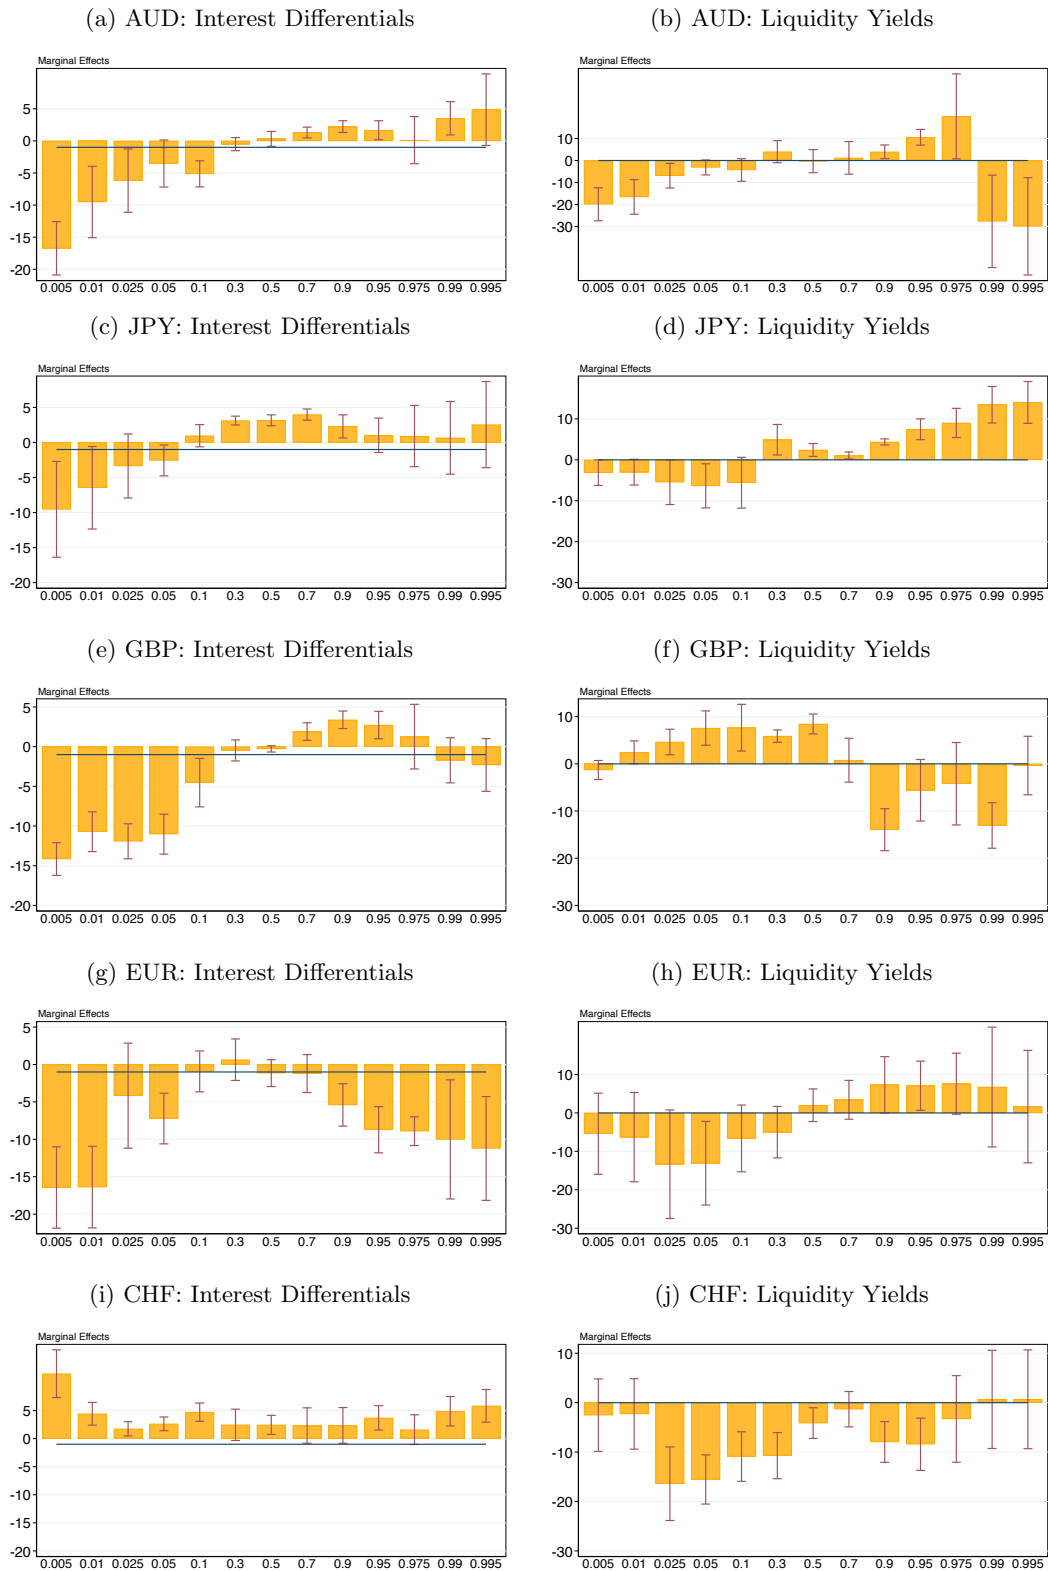 (a) AUD: Interest Differentials
Marginal Effects
5
0
-5
-10
-15
-20
0.005 0.01 0.025 0.05 0.1 0.3 0.5 0.7 0.9 0.95 0.975 0.99 0.995
(b) AUD: Liquidity Yields
Marginal Effects
10
0
-10
-20
-30
0.005 0.01 0.025 0.05 0.1 0.3 0.5 0.7 0.9 0.95 0.975 0.99 0.995
(c) JPY: Interest Differentials
Marginal Effects
5
0
-5
-10
-15
-20
0.005 0.01 0.025 0.05 0.1 0.3 0.5 0.7 0.9 0.95 0.975 0.99 0.995
(d) JPY: Liquidity Yields
Marginal Effects
10
0
-10
-20
-30
0.005 0.01 0.025 0.05 0.1 0.3 0.5 0.7 0.9 0.95 0.975 0.99 0.995
(e) GBP: Interest Differentials
Marginal Effects
5
0
-5
-10
-15
-20
0.005 0.01 0.025 0.05 0.1 0.3 0.5 0.7 0.9 0.95 0.975 0.99 0.995
(f) GBP: Liquidity Yields
Marginal Effects
10
0
-10
-20
-30
0.005 0.01 0.025 0.05 0.1 0.3 0.5 0.7 0.9 0.95 0.975 0.99 0.995
(g) EUR: Interest Differentials
Marginal Effects
5
0
-5
-10
-15
-20
0.005 0.01 0.025 0.05 0.1 0.3 0.5 0.7 0.9 0.95 0.975 0.99 0.995
(h) EUR: Liquidity Yields
Marginal Effects
10
0
-10
-20
-30
0.005 0.01 0.025 0.05 0.1 0.3 0.5 0.7 0.9 0.95 0.975 0.99 0.995
(i) CHF: Interest Differentials
Marginal Effects
5
0
-5
-10
-15
-20
0.005 0.01 0.025 0.05 0.1 0.3 0.5 0.7 0.9 0.95 0.975 0.99 0.995
(j) CHF: Liquidity Yields
Marginal Effects
10
0
-10
-20
-30
0.005 0.01 0.025 0.05 0.1 0.3 0.5 0.7 0.9 0.95 0.975 0.99 0.995